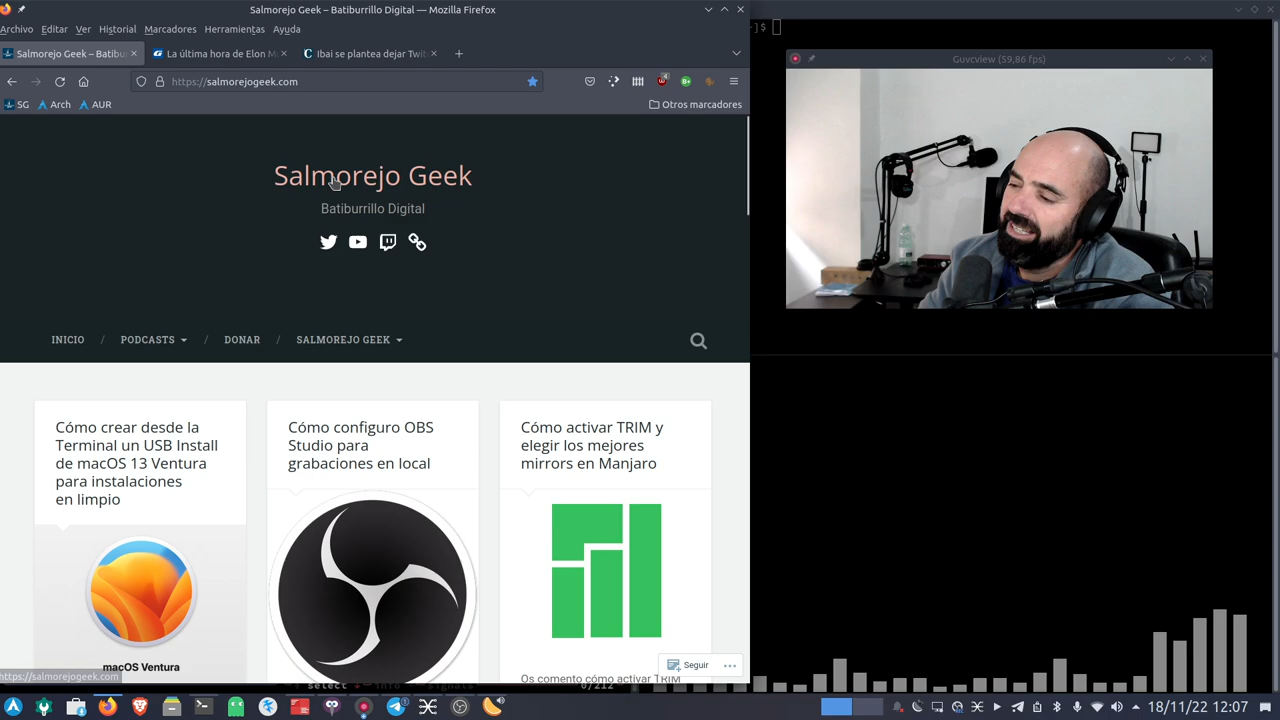 Salmorejo Geek – Batiburrillo Digital — Mozilla Firefox
Archivo Editar Ver Historial Marcadores Herramientas Ayuda
Salmorejo Geek – Batibu
La última hora de Elon M
Ibai se plantea dejar Twit
https://salmorejogeek.com
SG Arch AUR
Otros marcadores
Salmorejo Geek
Batiburrillo Digital
INICIO / PODCASTS / DONAR / SALMOREJO GEEK
Cómo crear desde la
Terminal un USB Install
de macOS 13 Ventura
para instalaciones
en limpio
macOS Ventura
Cómo configuro OBS
Studio para
grabaciones en local
Cómo activar TRIM y
elegir los mejores
mirrors en Manjaro
Os comento cómo activar TRIM
Seguir
https://salmorejogeek.com
select info signals 0/212
]$
Guvcview (59,86 fps)
18/11/22 12:07